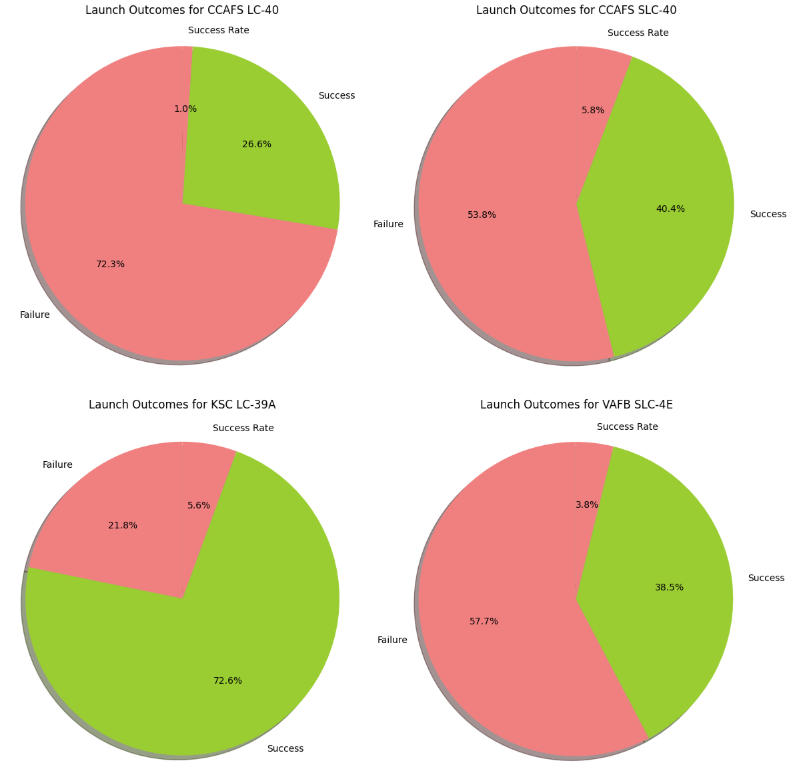 Launch Outcomes for CCAFS LC-40
Success Rate
Success
1.0%
26.6%
72.3%
Failure
Launch Outcomes for CCAFS SLC-40
Success Rate
5.8%
Success
40.4%
53.8%
Failure
Launch Outcomes for KSC LC-39A
Success Rate
Failure
5.6%
21.8%
72.6%
Success
Launch Outcomes for VAFB SLC-4E
Success Rate
3.8%
Success
38.5%
57.7%
Failure